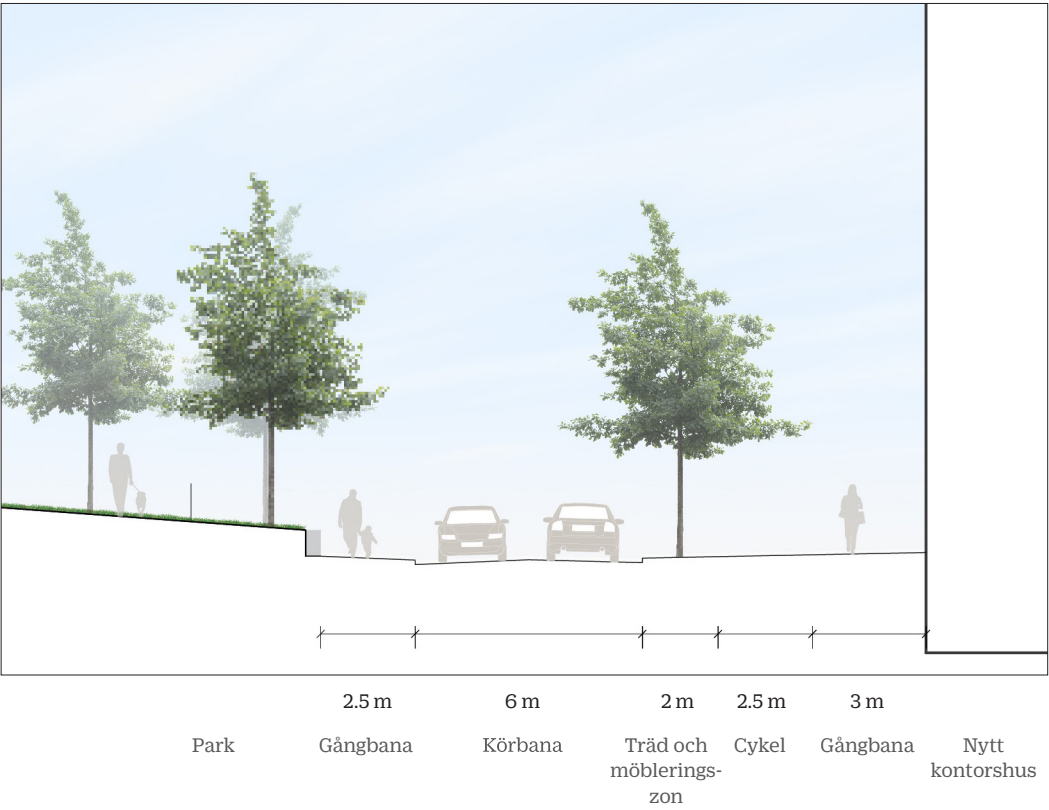 2.5 m 6 m 2 m 2.5 m 3 m
Park Gångbana Körbana Träd och Cykel Gångbana Nytt
möblerings- kontorshus
zon